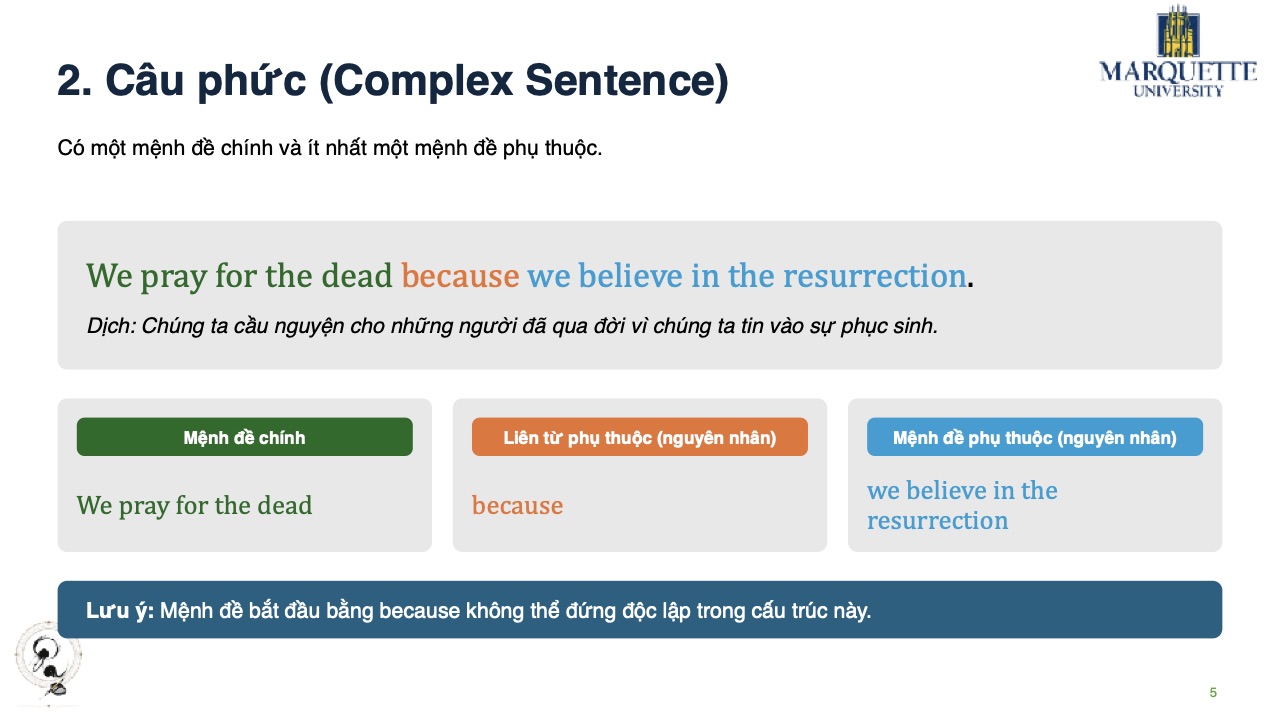 MARQUETTE
UNIVERSITY
2. Câu phức (Complex Sentence)
Có một mệnh đề chính và ít nhất một mệnh đề phụ thuộc.
We pray for the dead because we believe in the resurrection.
Dịch: Chúng ta cầu nguyện cho những người đã qua đời vì chúng ta tin vào sự phục sinh.
Mệnh đề chính
We pray for the dead
Liên từ phụ thuộc (nguyên nhân)
because
Mệnh đề phụ thuộc (nguyên nhân)
we believe in the
resurrection
Lưu ý: Mệnh đề bắt đầu bằng because không thể đứng độc lập trong cấu trúc này.
5